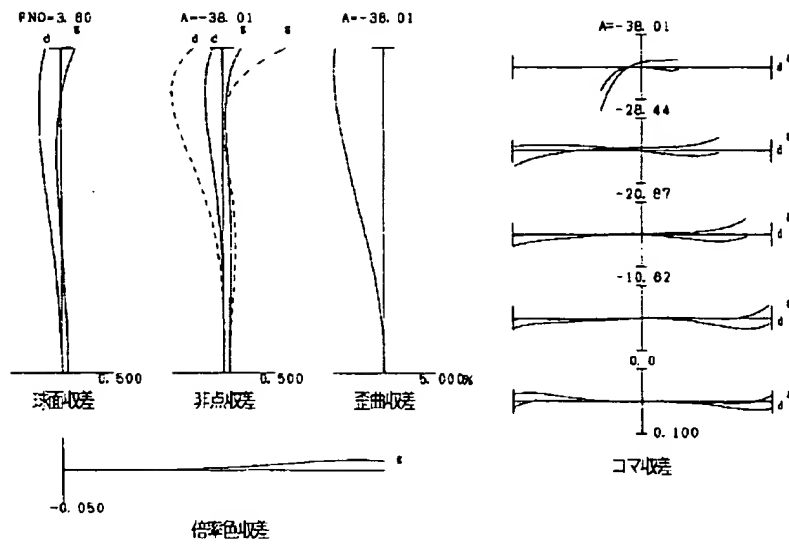 FNO=3.80
d g
0.500
球面収差
A=-38.01
d d g g
0.500
非点収差
A=-38.01
5.000%
歪曲収差
g
-0.050
倍率色収差
A=-38.01
d g
-28.44
d g
-20.87
d g
-10.62
d g
0.0
d g
0.100
コマ収差